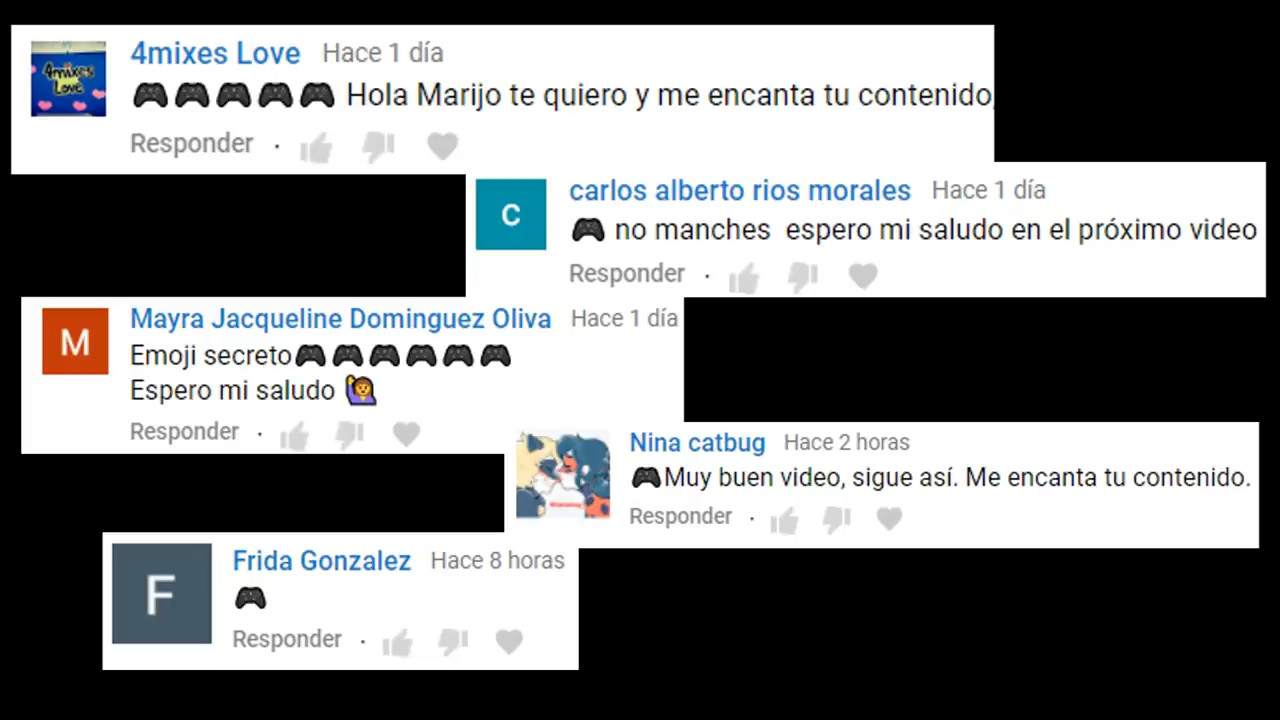 4mixes Love
4mixes Love Hace 1 día
🎮🎮🎮🎮🎮 Hola Marijo te quiero y me encanta tu contenido,
Responder ·
C
carlos alberto rios morales Hace 1 día
🎮 no manches espero mi saludo en el próximo video
Responder ·
M
Mayra Jacqueline Dominguez Oliva Hace 1 día
Emoji secreto🎮🎮🎮🎮🎮🎮
Espero mi saludo 🙋
Responder ·
Nina catbug Hace 2 horas
🎮Muy buen video, sigue así. Me encanta tu contenido.
Responder ·
F
Frida Gonzalez Hace 8 horas
🎮
Responder ·